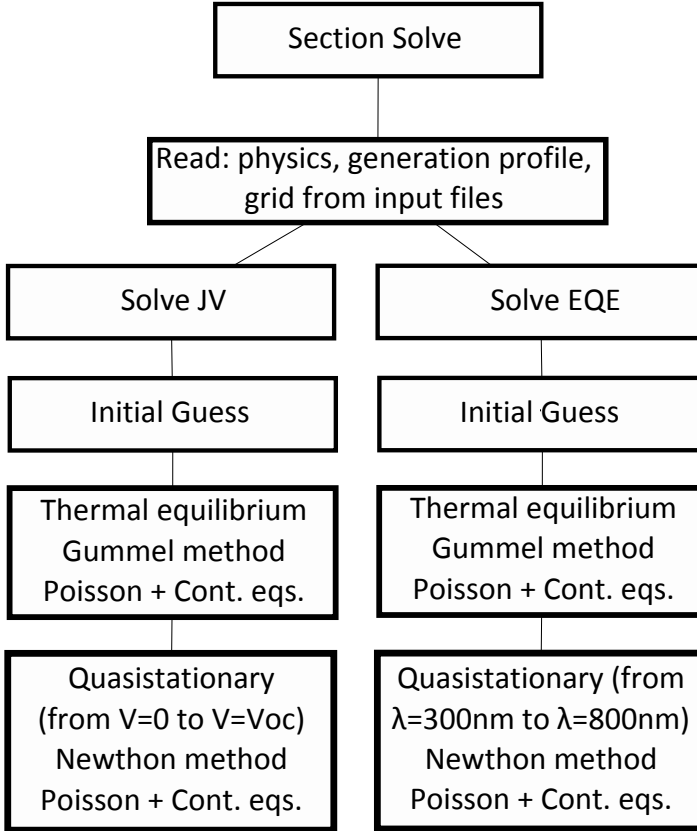 Section Solve
Read: physics, generation profile,
grid from input files
Solve JV
Solve EQE
Initial Guess
Initial Guess
Thermal equilibrium
Gummel method
Poisson + Cont. eqs.
Thermal equilibrium
Gummel method
Poisson + Cont. eqs.
Quasistationary
(from V=0 to V=Voc)
Newthon method
Poisson + Cont. eqs.
Quasistationary (from
λ=300nm to λ=800nm)
Newthon method
Poisson + Cont. eqs.